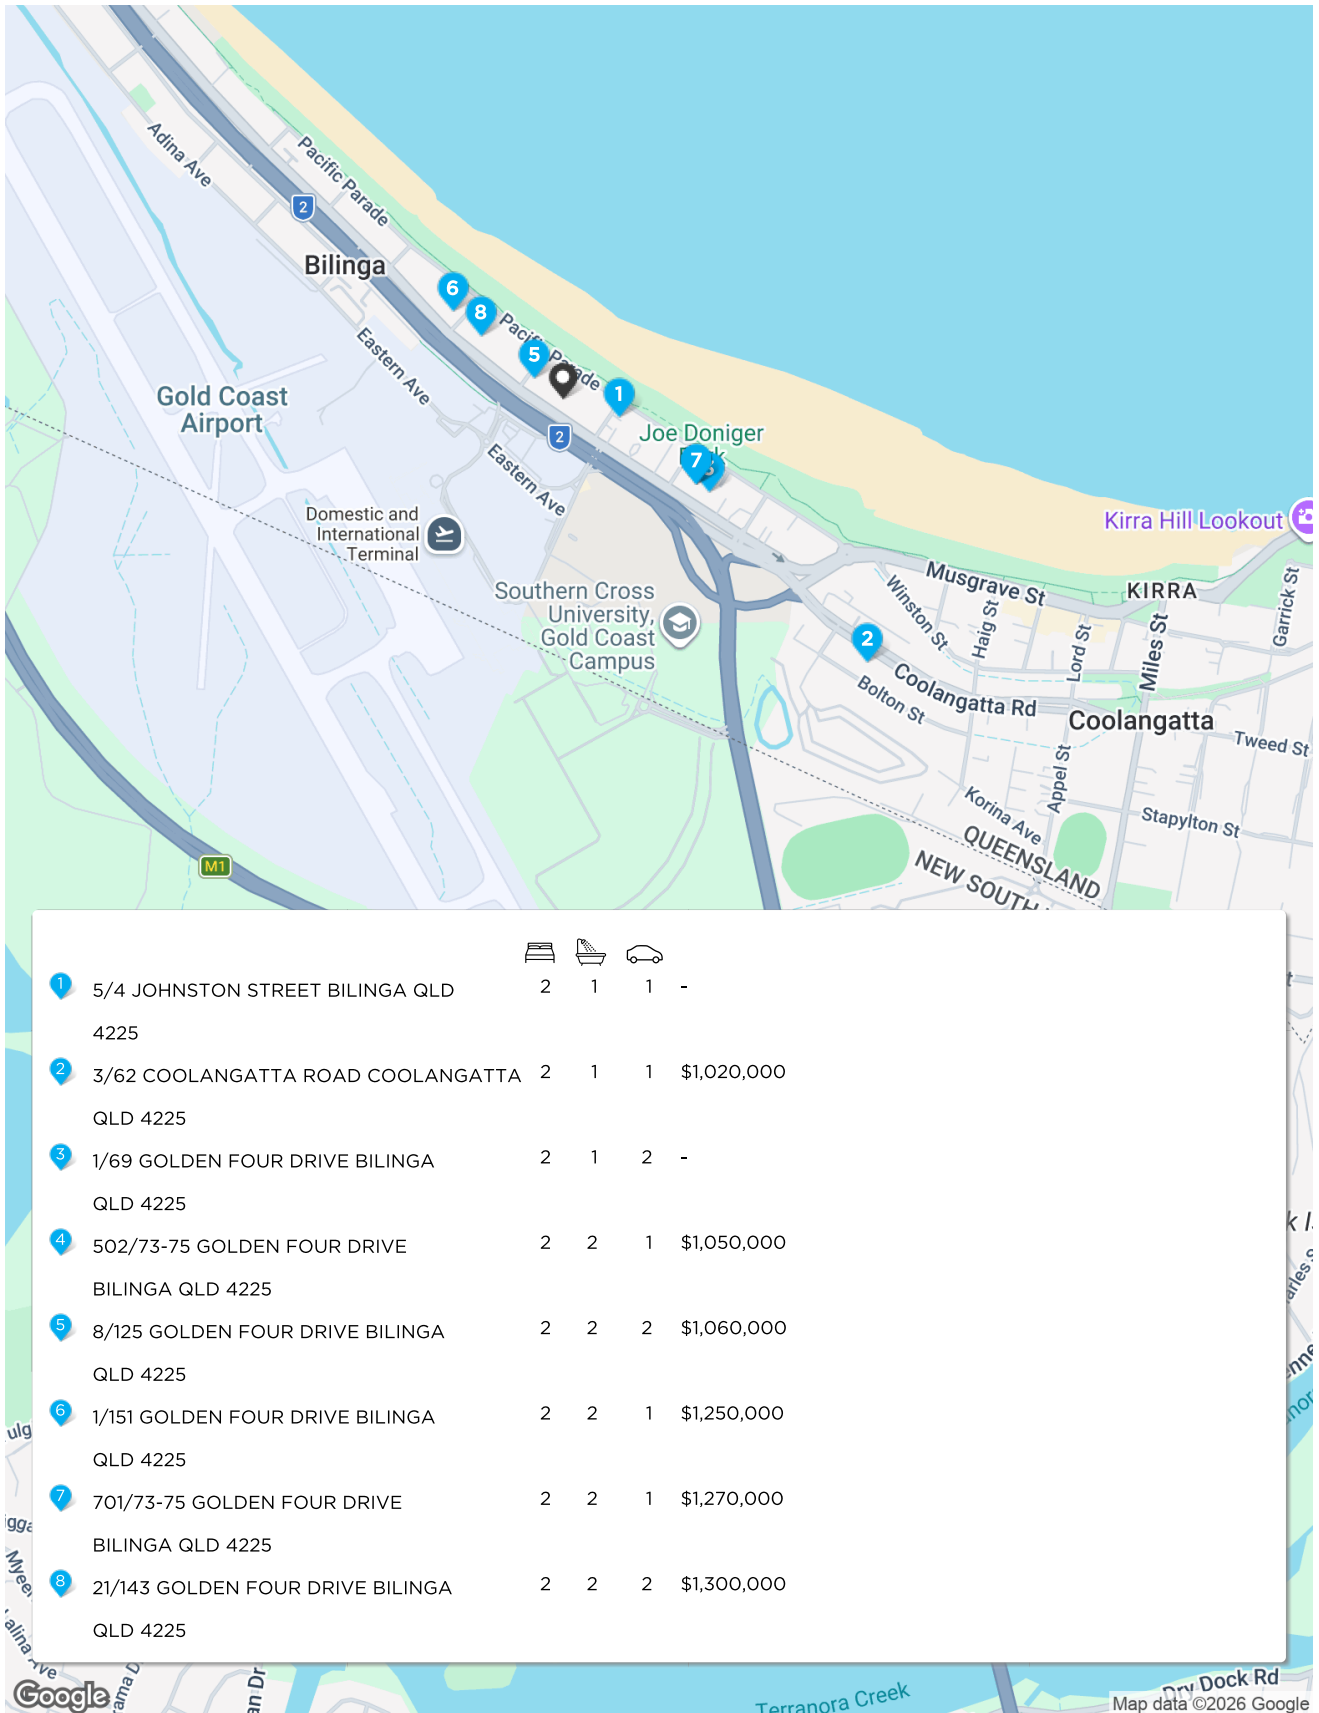 Adina Ave
Pacific Parade
2
Bilinga
6
8
Pacific Parade
5
1
Eastern Ave
Gold Coast
Airport
2
Joe Doniger
7
Eastern Ave
Domestic and
International
Terminal
Kirra Hill Lookout
Southern Cross
University,
Gold Coast
Campus
Musgrave St
KIRRA
Winston St
Haig St
Lord St
Miles St
Garrick St
2
Coolangatta Rd
Bolton St
Coolangatta
Tweed St
Appel St
Korina Ave
Stapylton St
QUEENSLAND
NEW SOUTH
M1
1 5/4 JOHNSTON STREET BILINGA QLD 2 1 1 -
4225
2 3/62 COOLANGATTA ROAD COOLANGATTA 2 1 1 $1,020,000
QLD 4225
3 1/69 GOLDEN FOUR DRIVE BILINGA 2 1 2 -
QLD 4225
4 502/73-75 GOLDEN FOUR DRIVE 2 2 1 $1,050,000
BILINGA QLD 4225
5 8/125 GOLDEN FOUR DRIVE BILINGA 2 2 2 $1,060,000
QLD 4225
6 1/151 GOLDEN FOUR DRIVE BILINGA 2 2 1 $1,250,000
QLD 4225
7 701/73-75 GOLDEN FOUR DRIVE 2 2 1 $1,270,000
BILINGA QLD 4225
8 21/143 GOLDEN FOUR DRIVE BILINGA 2 2 2 $1,300,000
QLD 4225
Dry Dock Rd
Terranora Creek
Google
Map data ©2026 Google